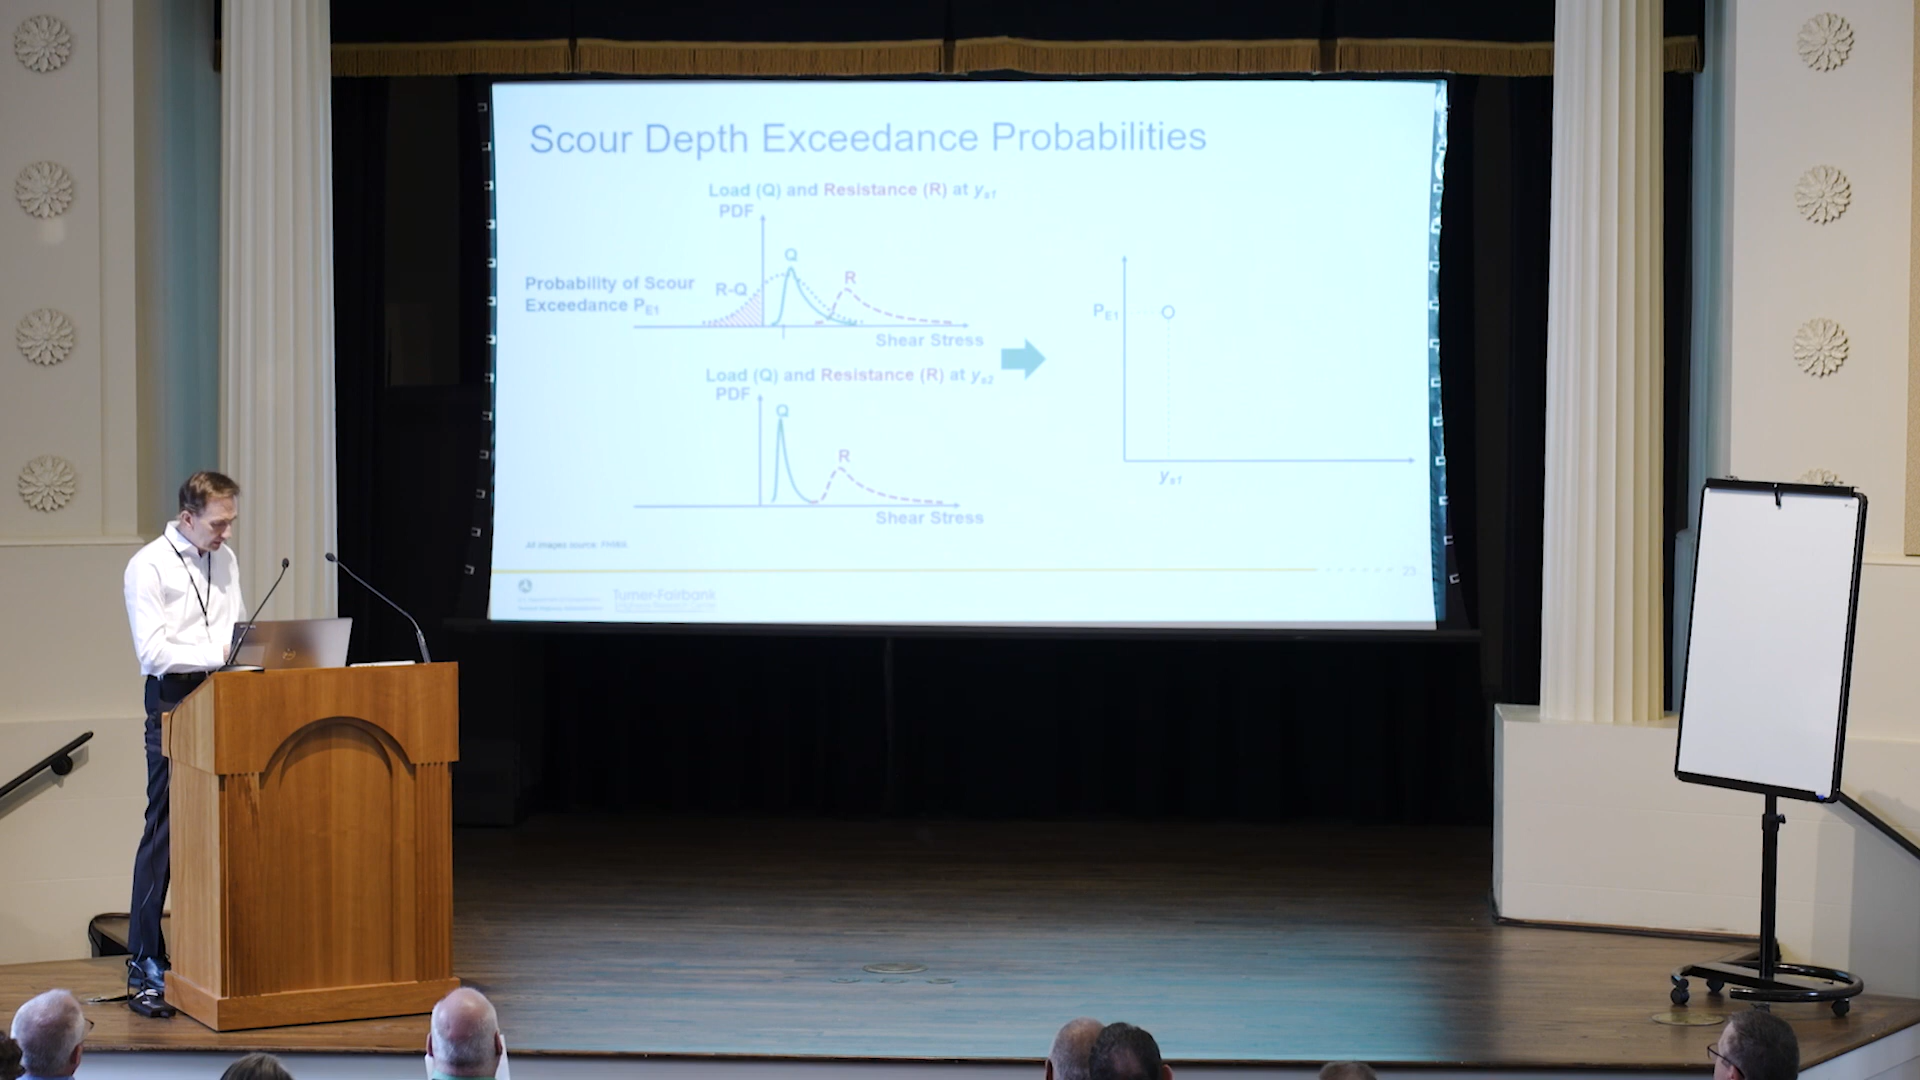 Scour Depth Exceedance Probabilities
Load (Q) and Resistance (R) at ys1
PDF
Q
R
R-Q
Probability of Scour
Exceedance PE1
Shear Stress
Load (Q) and Resistance (R) at ys2
PDF
Q
R
Shear Stress
PE1
ys1
All images source: FHWA
23
Turner-Fairbank